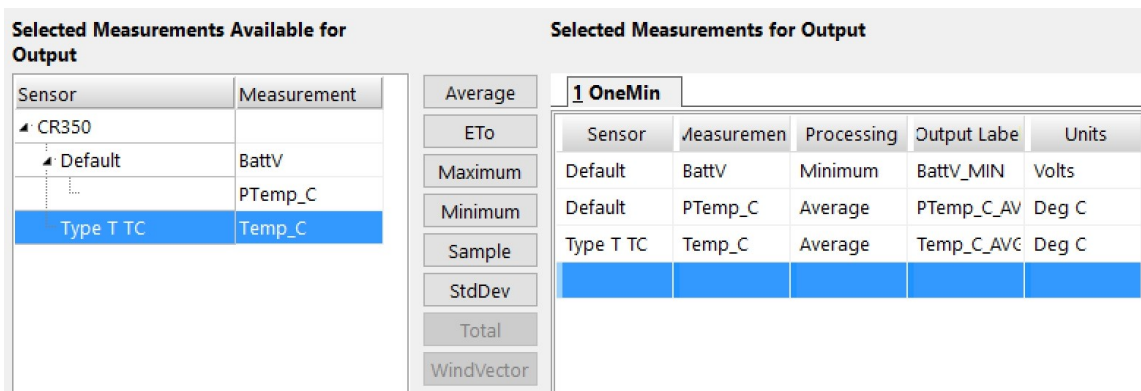 Selected Measurements Available for
Output
Selected Measurements for Output
Sensor Measurement
CR350
Default BattV
PTemp_C
Type T TC Temp_C
Average
ETo
Maximum
Minimum
Sample
StdDev
Total
WindVector
1 OneMin
Sensor Measuremen Processing Output Labe Units
Default BattV Minimum BattV_MIN Volts
Default PTemp_C Average PTemp_C_AV Deg C
Type T TC Temp_C Average Temp_C_AVG Deg C